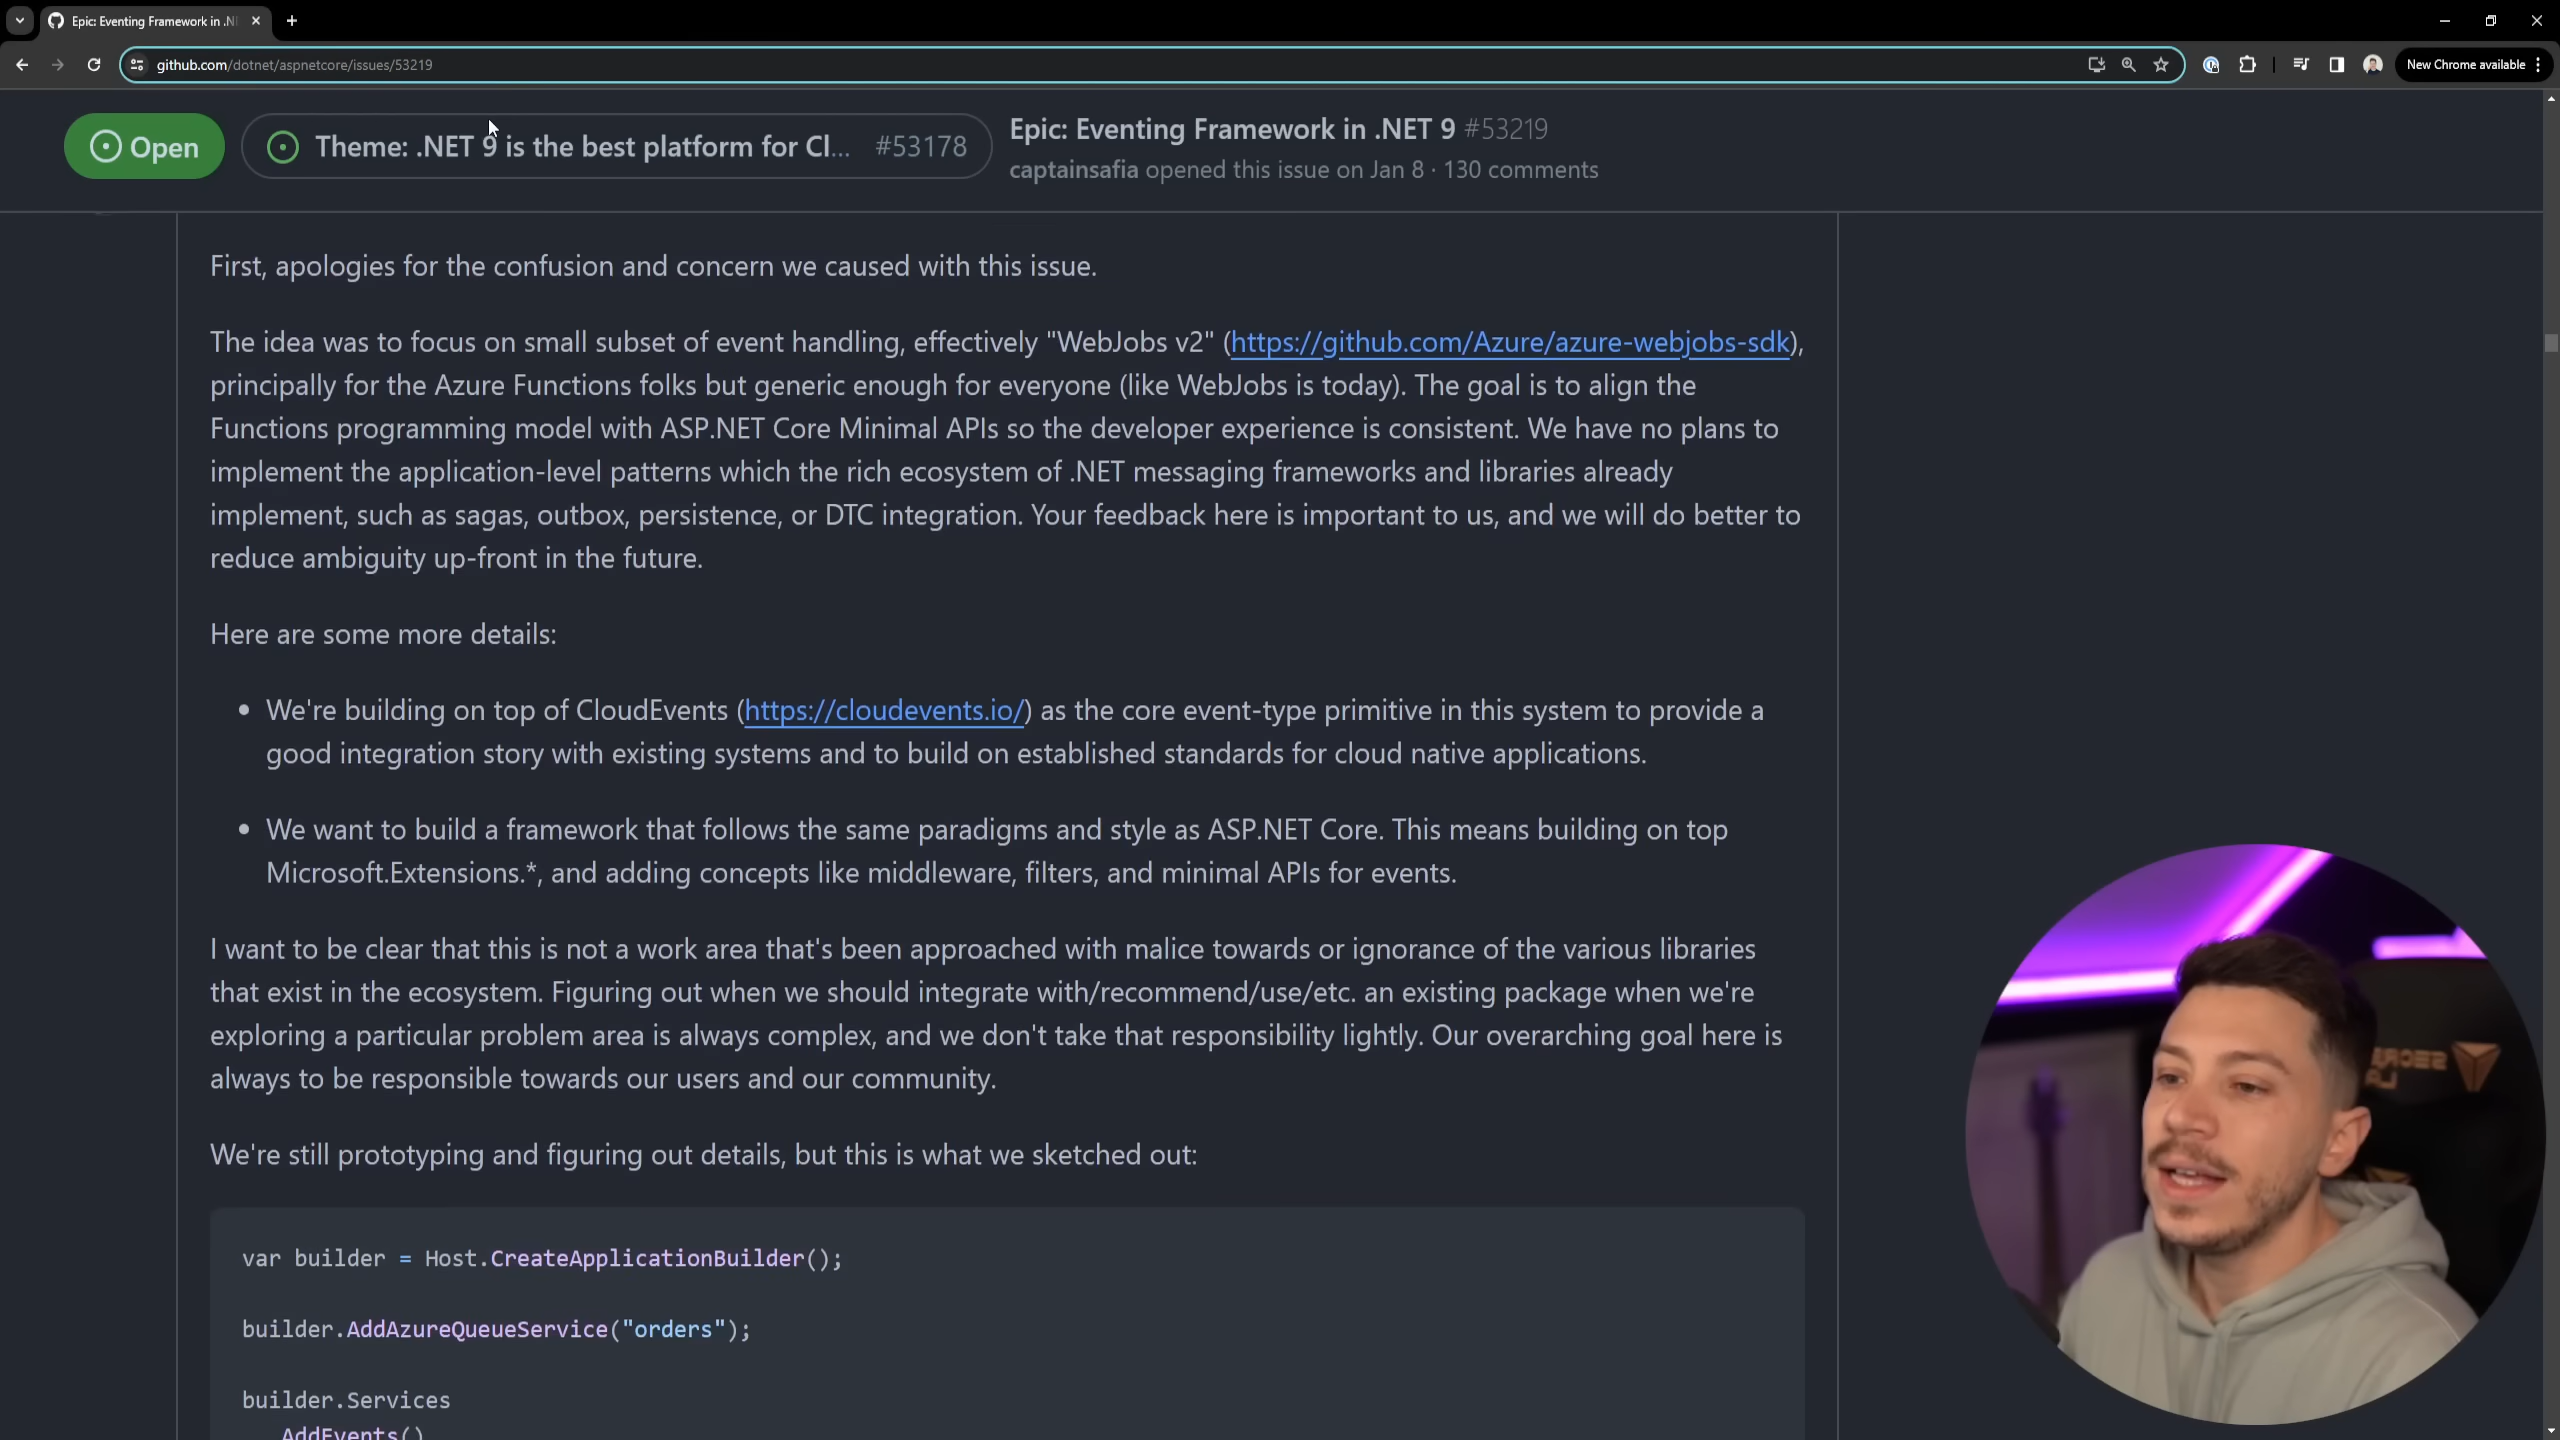 Epic: Eventing Framework in .N
github.com/dotnet/aspnetcore/issues/53219
New Chrome available
Open
Theme: .NET 9 is the best platform for Cl... #53178
Epic: Eventing Framework in .NET 9 #53219
captainsafia opened this issue on Jan 8 · 130 comments
First, apologies for the confusion and concern we caused with this issue.
The idea was to focus on small subset of event handling, effectively "WebJobs v2" (https://github.com/Azure/azure-webjobs-sdk),
principally for the Azure Functions folks but generic enough for everyone (like WebJobs is today). The goal is to align the
Functions programming model with ASP.NET Core Minimal APIs so the developer experience is consistent. We have no plans to
implement the application-level patterns which the rich ecosystem of .NET messaging frameworks and libraries already
implement, such as sagas, outbox, persistence, or DTC integration. Your feedback here is important to us, and we will do better to
reduce ambiguity up-front in the future.
Here are some more details:
• We're building on top of CloudEvents (https://cloudevents.io/) as the core event-type primitive in this system to provide a
good integration story with existing systems and to build on established standards for cloud native applications.
• We want to build a framework that follows the same paradigms and style as ASP.NET Core. This means building on top
Microsoft.Extensions.*, and adding concepts like middleware, filters, and minimal APIs for events.
I want to be clear that this is not a work area that's been approached with malice towards or ignorance of the various libraries
that exist in the ecosystem. Figuring out when we should integrate with/recommend/use/etc. an existing package when we're
exploring a particular problem area is always complex, and we don't take that responsibility lightly. Our overarching goal here is
always to be responsible towards our users and our community.
We're still prototyping and figuring out details, but this is what we sketched out:
var builder = Host.CreateApplicationBuilder();
builder.AddAzureQueueService("orders");
builder.Services
AddEvents()